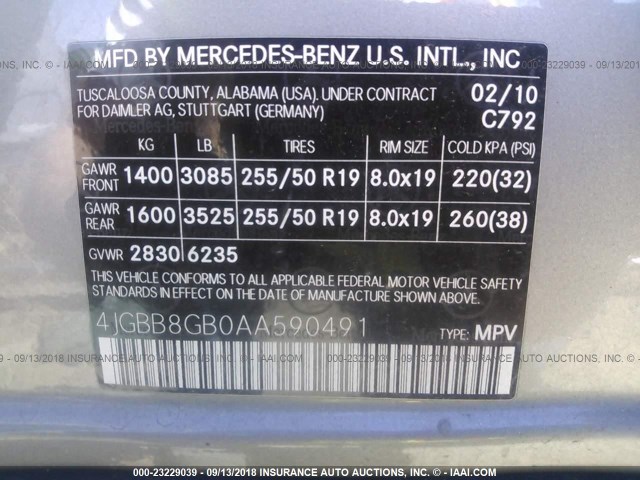 MFD BY MERCEDES-BENZ U.S. INTL., INC
TUSCALOOSA COUNTY, ALABAMA (USA). UNDER CONTRACT 02/10
FOR DAIMLER AG, STUTTGART (GERMANY) C792
KG LB TIRES RIM SIZE COLD KPA (PSI)
GAWR FRONT 1400 3085 255/50 R19 8.0x19 220(32)
GAWR REAR 1600 3525 255/50 R19 8.0x19 260(38)
GVWR 2830 6235
THIS VEHICLE CONFORMS TO ALL APPLICABLE FEDERAL MOTOR VEHICLE SAFETY
STANDARDS IN EFFECT ON THE DATE OF MANUFACTURE SHOWN ABOVE.
4JGBB8GB0AA590491 TYPE: MPV
000-23229039 - 09/13/2018 INSURANCE AUTO AUCTIONS - IAAI.COM